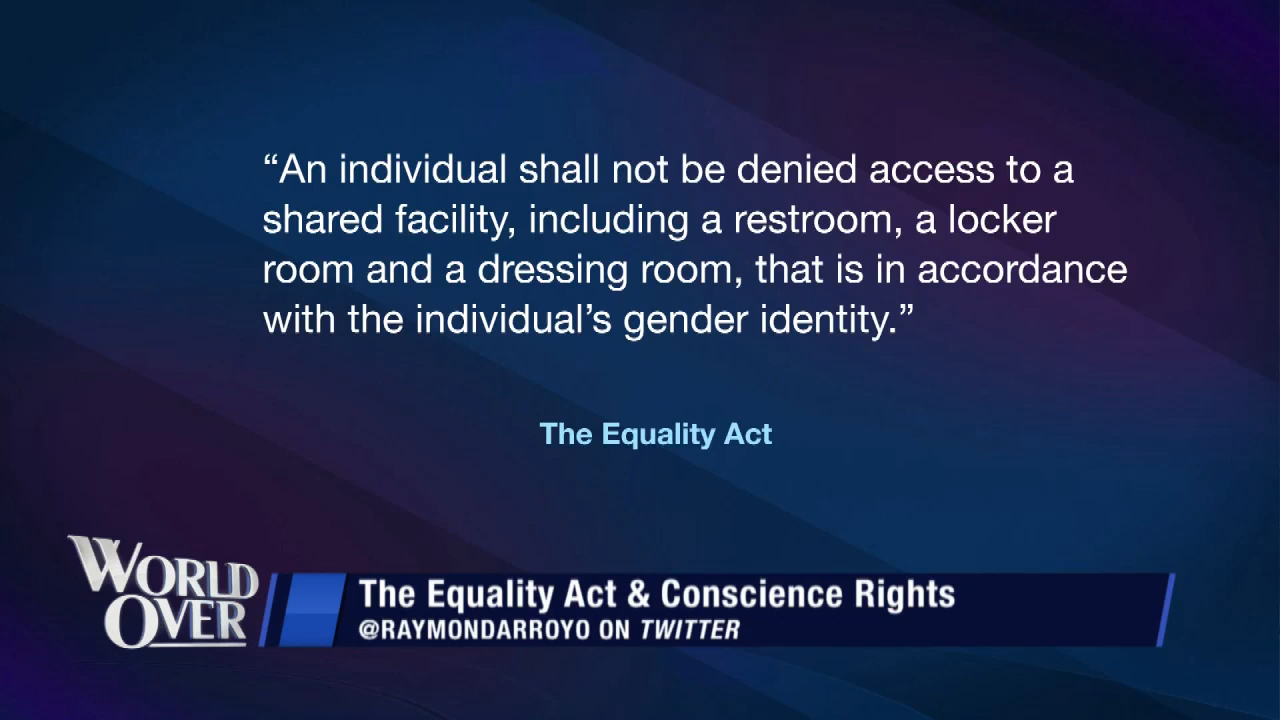 “An individual shall not be denied access to a
shared facility, including a restroom, a locker
room and a dressing room, that is in accordance
with the individual’s gender identity.”
The Equality Act
WORLD
OVER
The Equality Act & Conscience Rights
@RAYMONDARROYO ON TWITTER